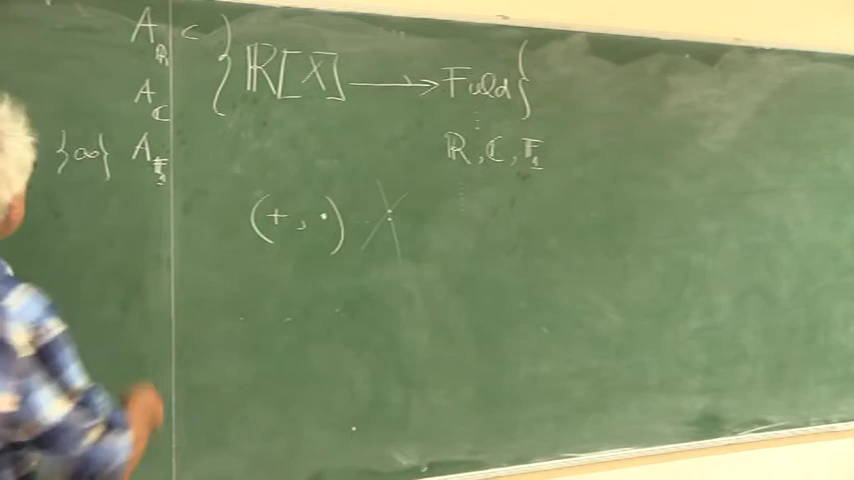 A_ℝ ⊂ {ℝ[X] → Field}
A_ℂ
ℝ, ℂ, 𝔽₁
{∞} A_𝔽₁
(+, ·)